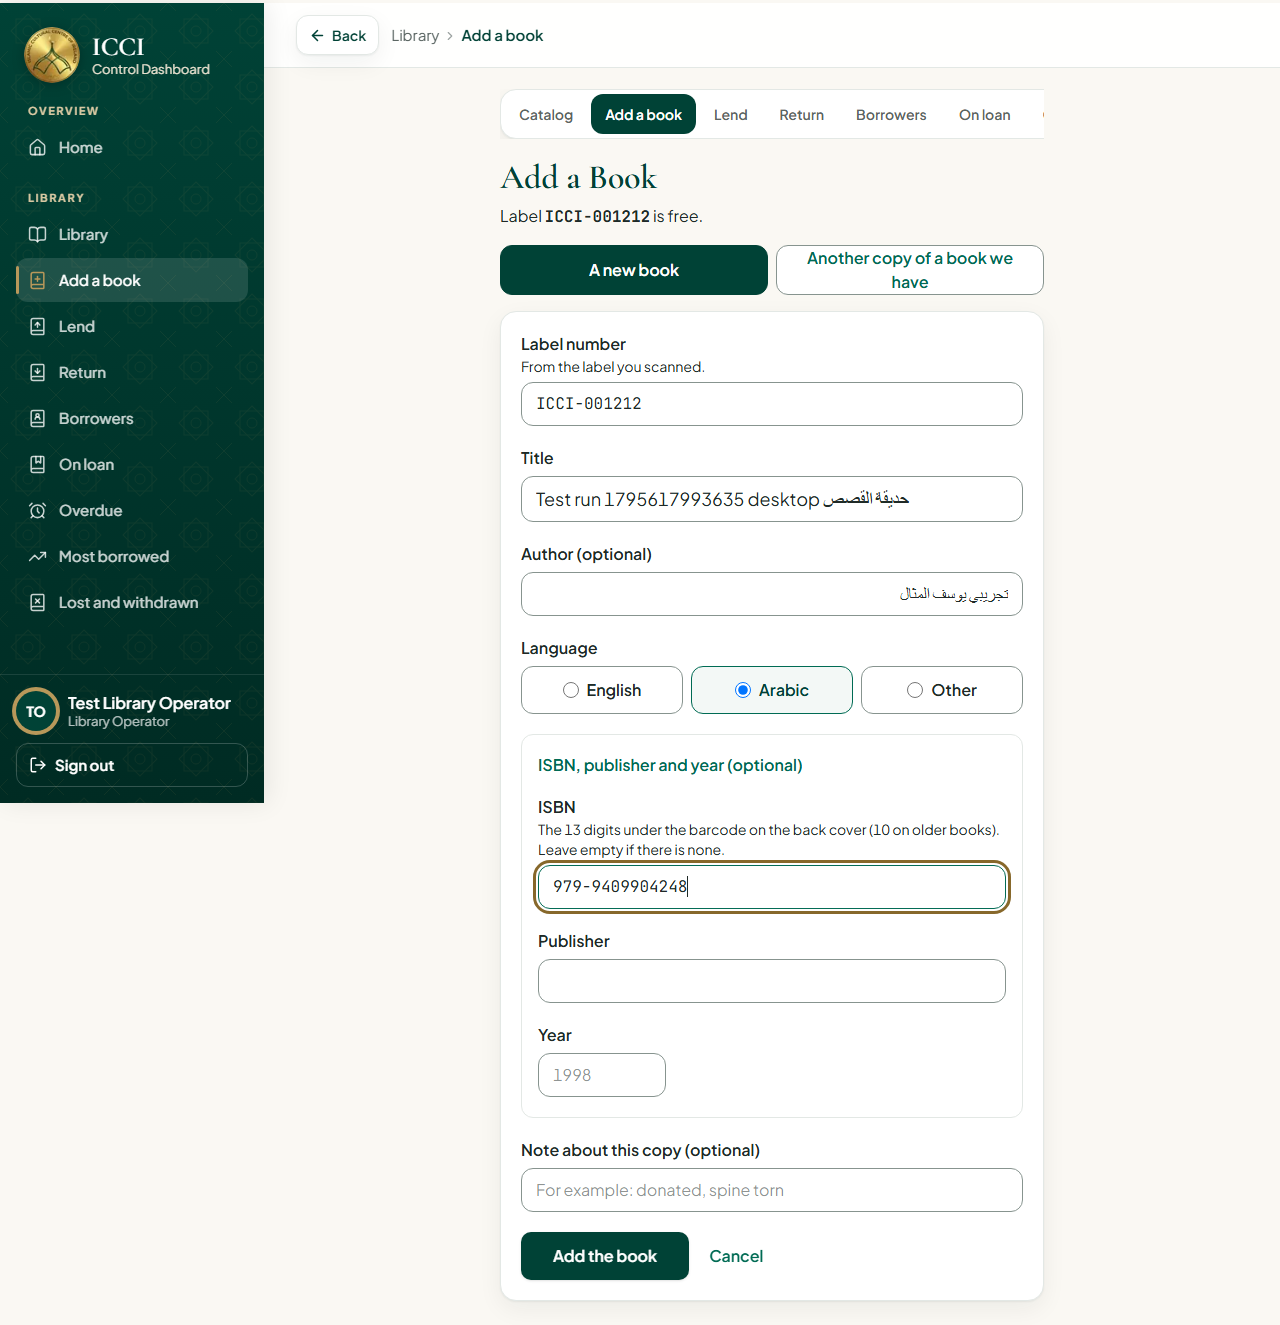 ICCI
Control Dashboard
OVERVIEW
Home
LIBRARY
Library
Add a book
Lend
Return
Borrowers
On loan
Overdue
Most borrowed
Lost and withdrawn
TO
Test Library Operator
Library Operator
Sign out
Back
Library > Add a book
Catalog
Add a book
Lend
Return
Borrowers
On loan
Add a Book
Label ICCI-001212 is free.
A new book
Another copy of a book we
have
Label number
From the label you scanned.
ICCI-001212
Title
Test run 1795617993635 desktop حديقة القصص
Author (optional)
تجريبي يوسف المثال
Language
English
Arabic
Other
ISBN, publisher and year (optional)
ISBN
The 13 digits under the barcode on the back cover (10 on older books).
Leave empty if there is none.
979-9409904248
Publisher
Year
1998
Note about this copy (optional)
For example: donated, spine torn
Add the book
Cancel